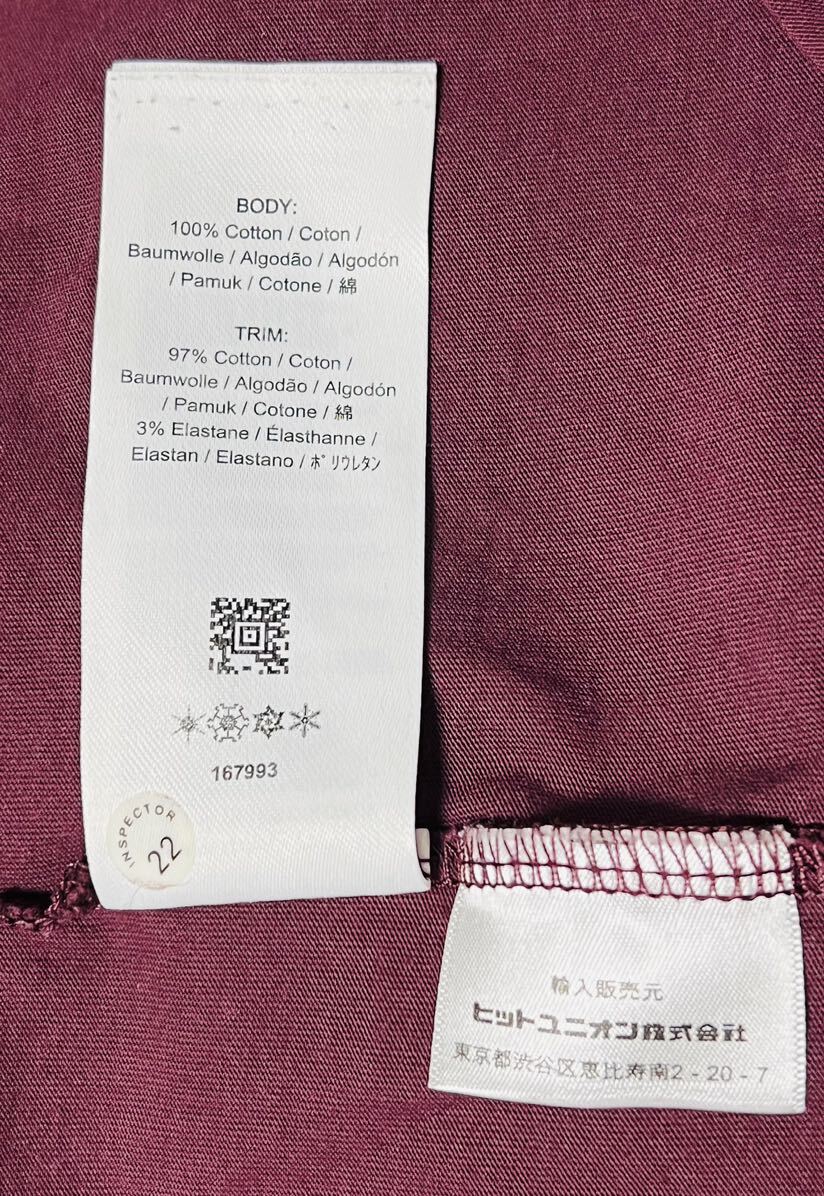 BODY:
100% Cotton / Coton /
Baumwolle / Algodão / Algodón
/ Pamuk / Cotone / 綿
TRIM:
97% Cotton / Coton /
Baumwolle / Algodão / Algodón
/ Pamuk / Cotone / 綿
3% Elastane / Élasthanne /
Elastan / Elastano / ﾎﾟﾘｳﾚﾀﾝ
167993
INSPECTOR
22
輸入販売元
ヒットユニオン株式会社
東京都渋谷区恵比寿南2-20-7